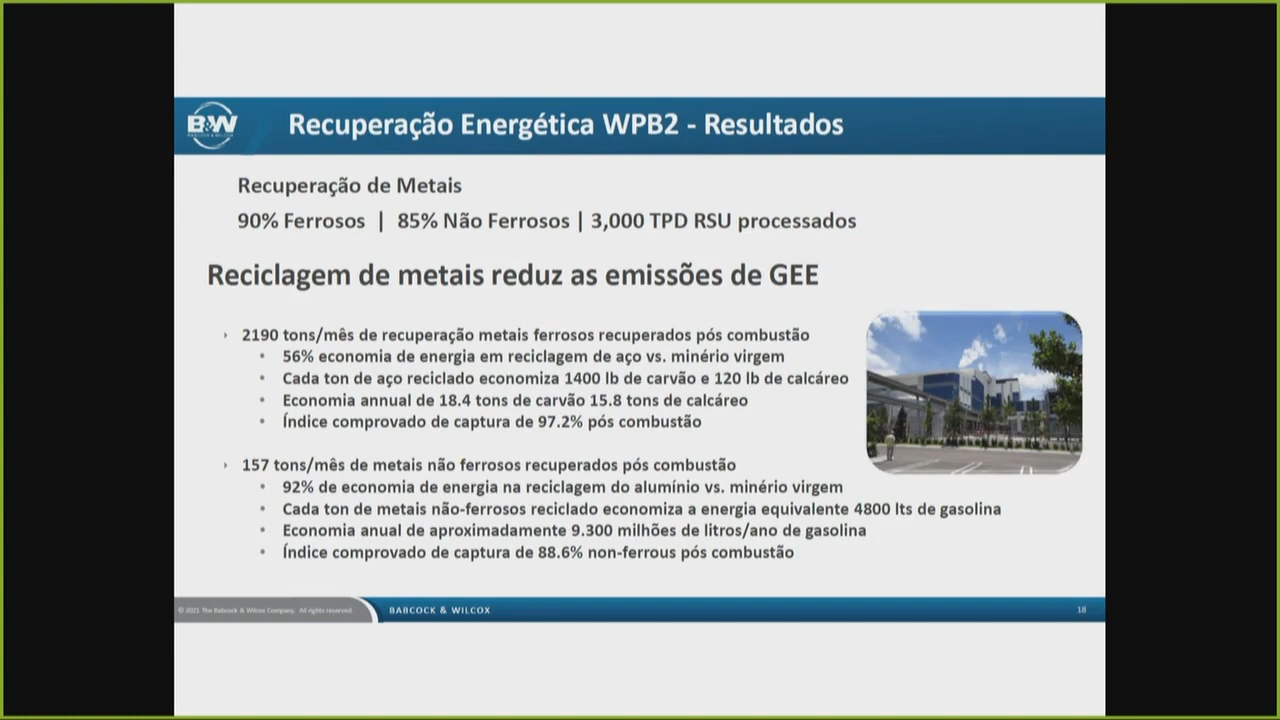 B&W
BABCOCK & WILCOX
Recuperação Energética WPB2 - Resultados
Recuperação de Metais
90% Ferrosos | 85% Não Ferrosos | 3,000 TPD RSU processados
Reciclagem de metais reduz as emissões de GEE
2190 tons/mês de recuperação metais ferrosos recuperados pós combustão
• 56% economia de energia em reciclagem de aço vs. minério virgem
• Cada ton de aço reciclado economiza 1400 lb de carvão e 120 lb de calcáreo
• Economia annual de 18.4 tons de carvão 15.8 tons de calcáreo
• Índice comprovado de captura de 97.2% pós combustão
157 tons/mês de metais não ferrosos recuperados pós combustão
• 92% de economia de energia na reciclagem do alumínio vs. minério virgem
• Cada ton de metais não-ferrosos reciclado economiza a energia equivalente 4800 lts de gasolina
• Economia anual de aproximadamente 9.300 milhões de litros/ano de gasolina
• Índice comprovado de captura de 88.6% non-ferrous pós combustão
© 2021 The Babcock & Wilcox Company. All rights reserved.
BABCOCK & WILCOX
18